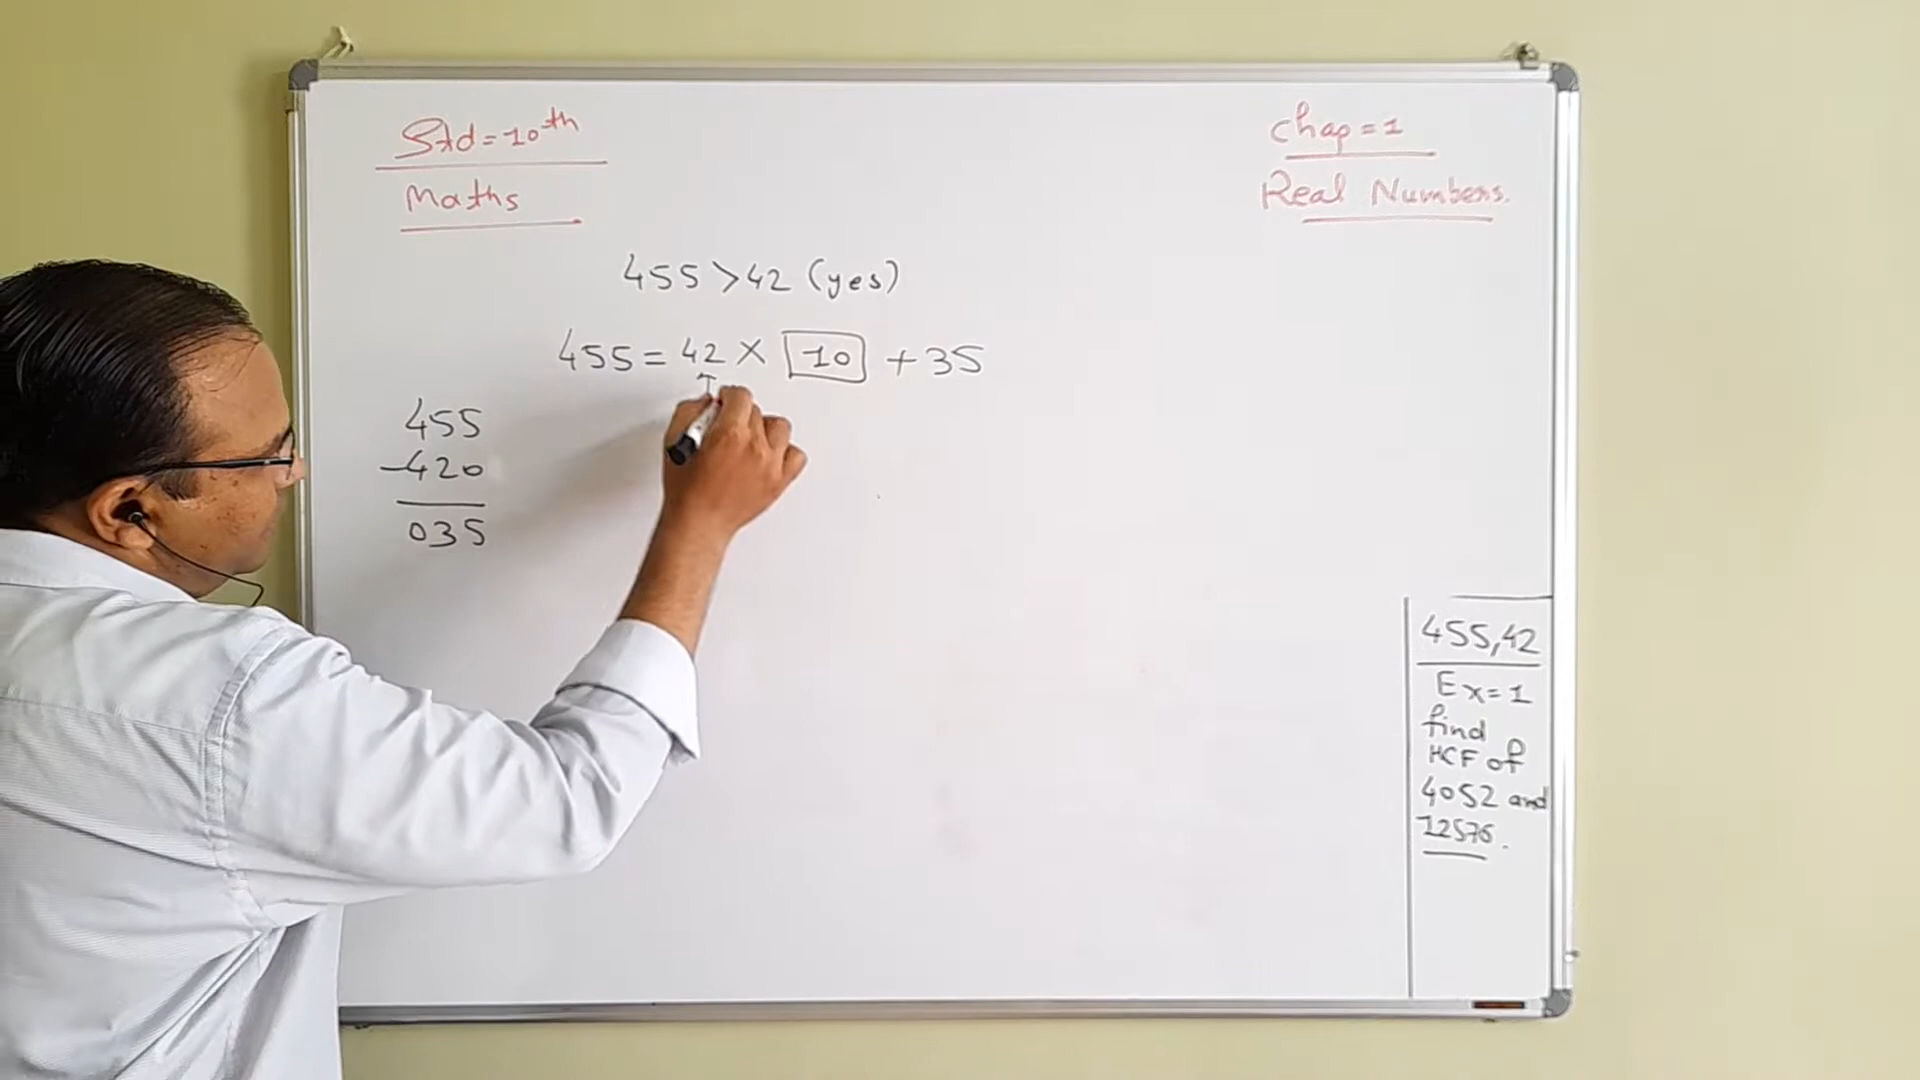 Std=10th
Maths
Chap=1
Real Numbers.
455>42 (yes)
455=42× 10 +35
455
-420
035
455,42
Ex=1
find
HCF of
4052 and
12576.